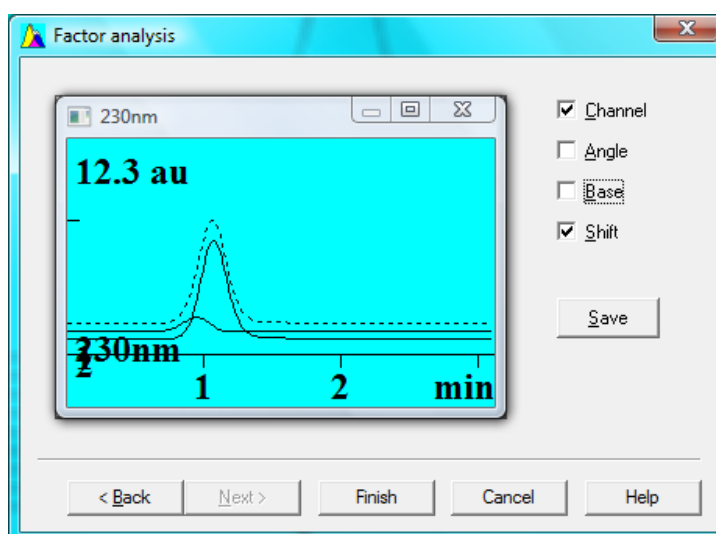 Factor analysis
230nm
12.3 au
230nm
1
2
min
Channel
Angle
Base
Shift
Save
< Back
Next >
Finish
Cancel
Help